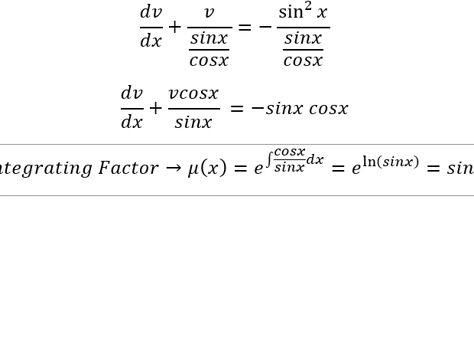 dv/dx + v/(sinx/cosx) = − sin² x/(sinx/cosx)
dv/dx + vcosx/sinx = −sinx cosx
ntegrating Factor → μ(x) = e^(∫cosx/sinx dx) = e^(ln(sinx)) = sin